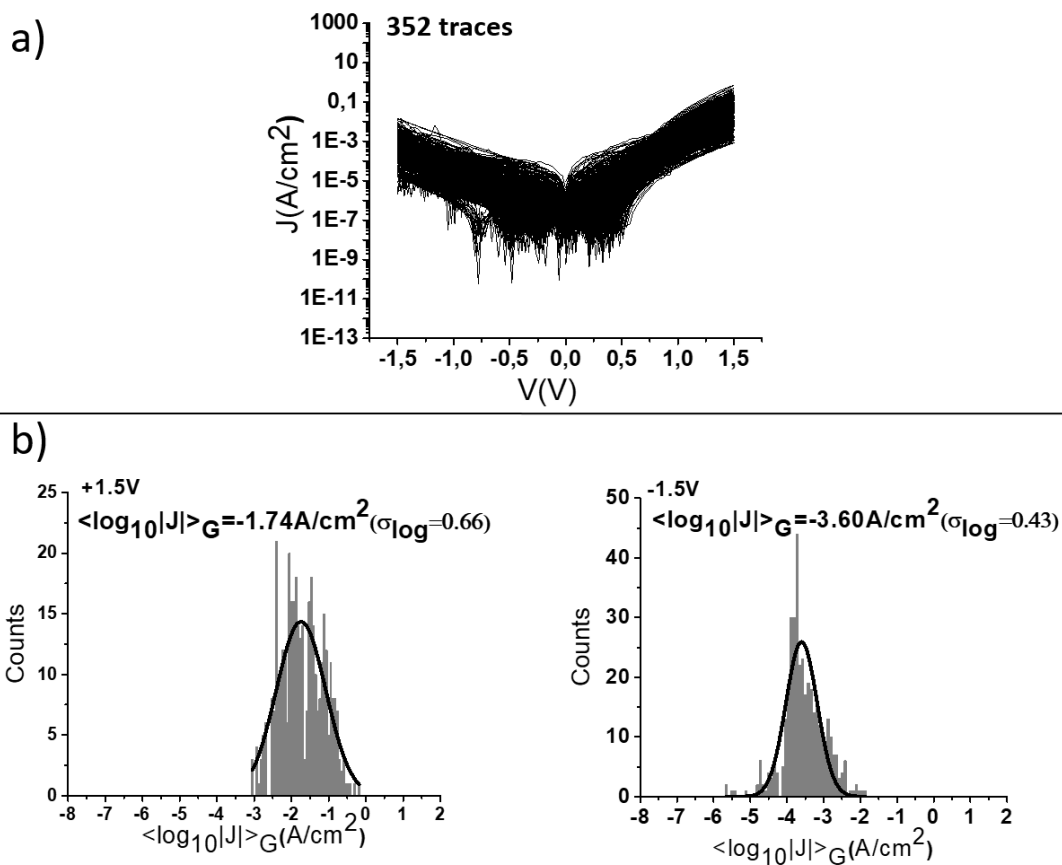 a)
352 traces
1000
10
0,1
1E-3
1E-5
1E-7
1E-9
1E-11
1E-13
J(A/cm2)
-1,5 -1,0 -0,5 0,0 0,5 1,0 1,5
V(V)
b)
+1.5V
<log10|J|>G=-1.74A/cm2(σlog=0.66)
25
20
15
10
5
0
Counts
-8 -7 -6 -5 -4 -3 -2 -1 0 1 2
<log10|J|>G(A/cm2)
-1.5V
<log10|J|>G=-3.60A/cm2(σlog=0.43)
50
40
30
20
10
0
Counts
-8 -7 -6 -5 -4 -3 -2 -1 0 1 2
<log10|J|>G(A/cm2)